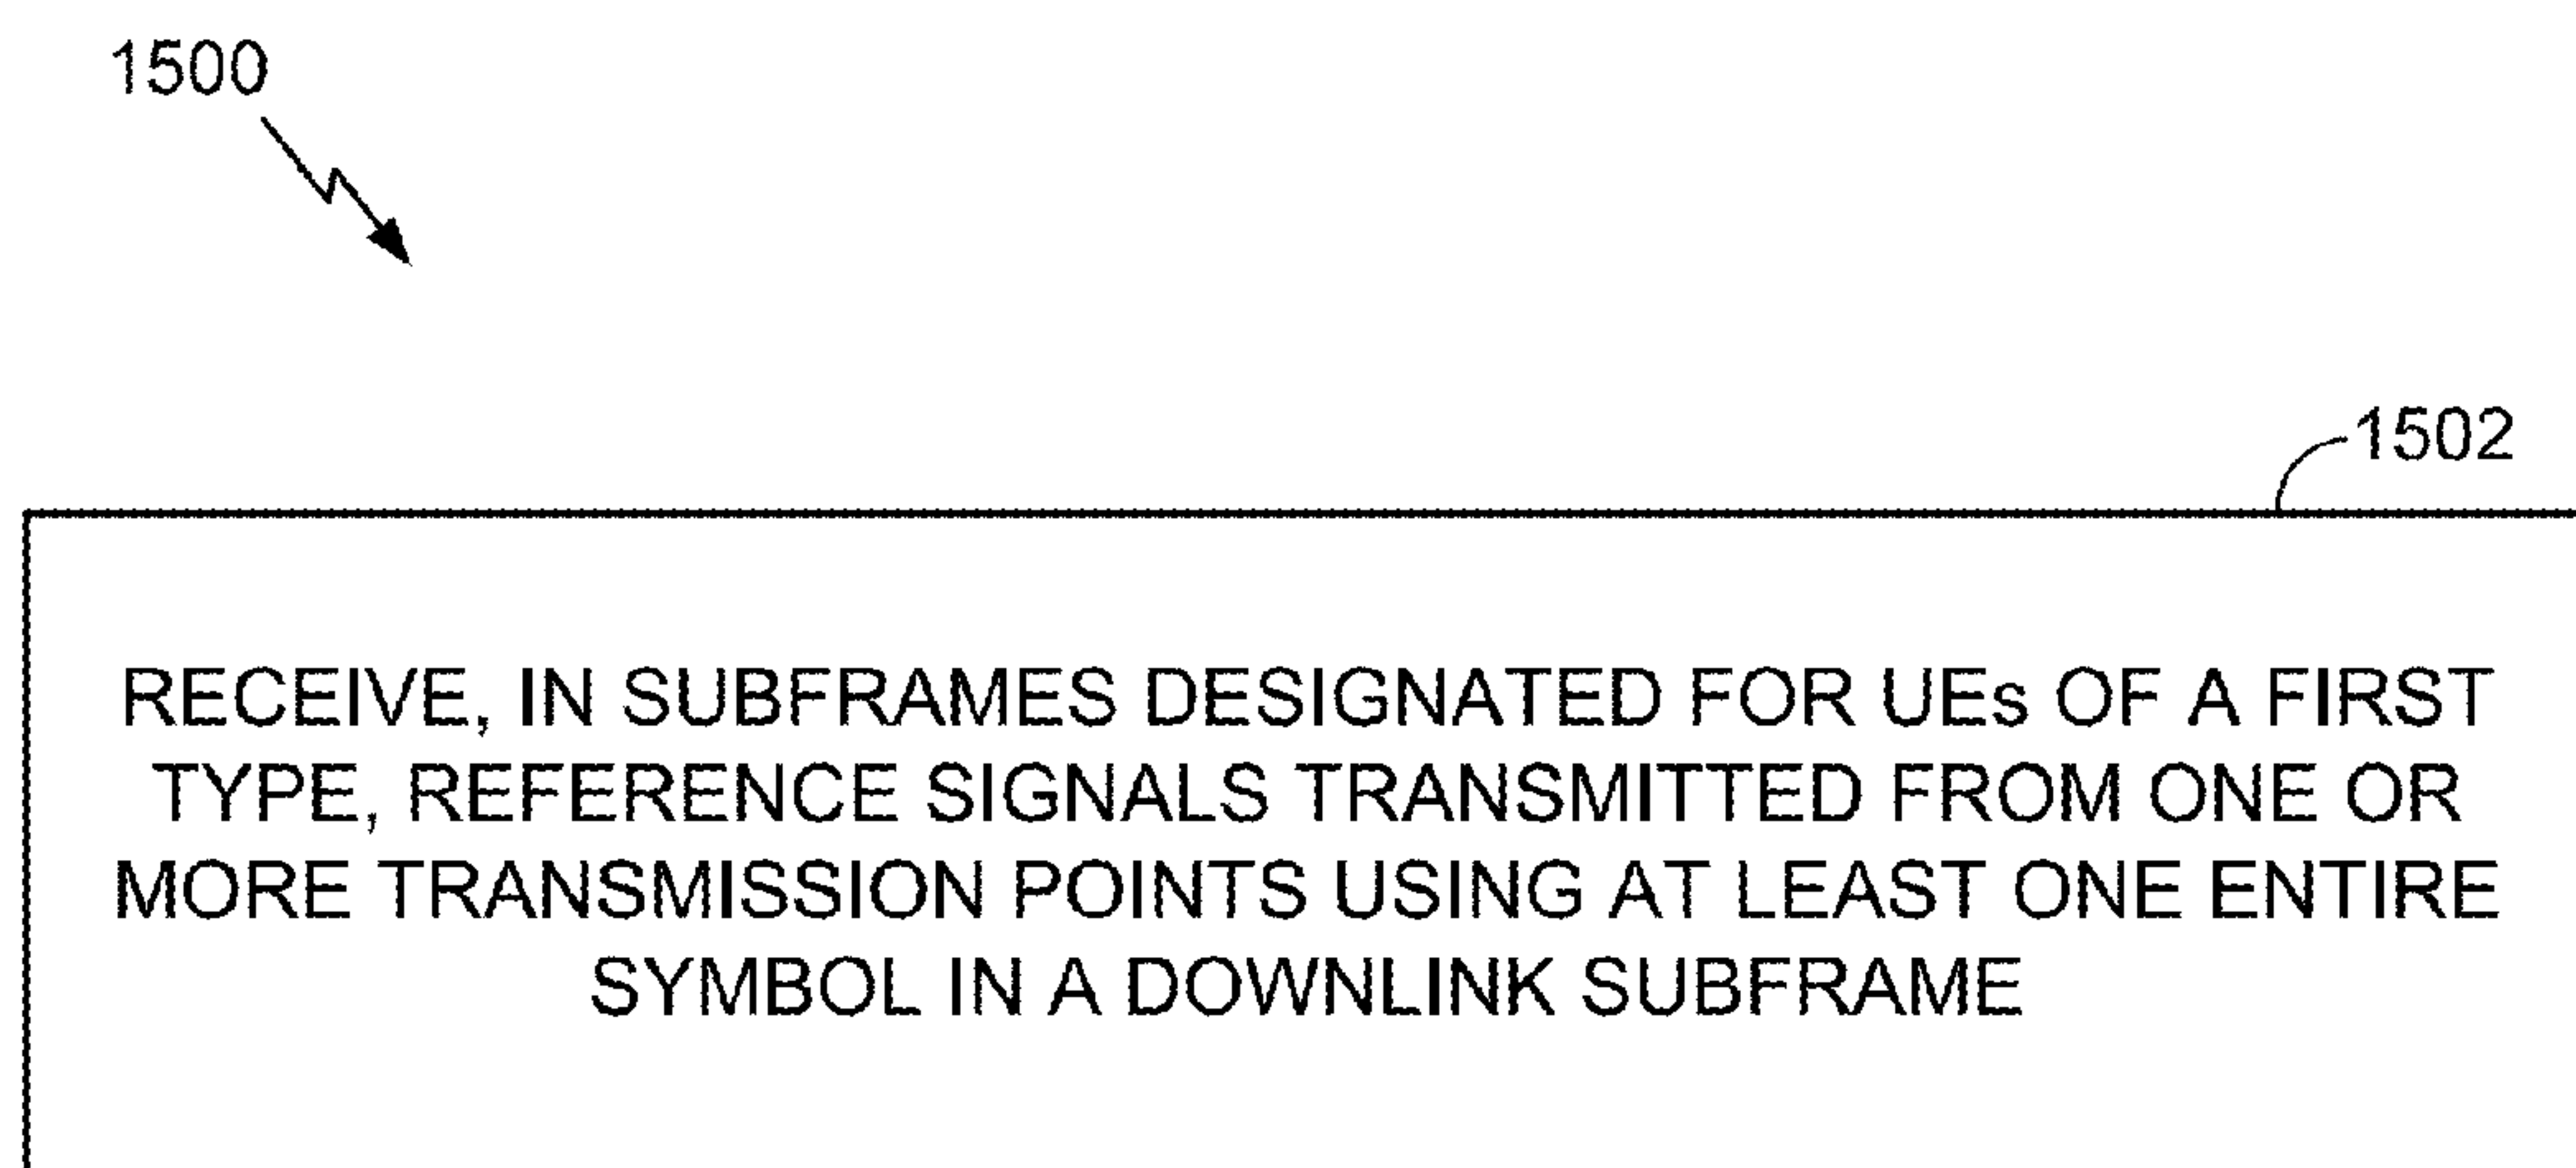 1500
1502
RECEIVE, IN SUBFRAMES DESIGNATED FOR UEs OF A FIRST
TYPE, REFERENCE SIGNALS TRANSMITTED FROM ONE OR
MORE TRANSMISSION POINTS USING AT LEAST ONE ENTIRE
SYMBOL IN A DOWNLINK SUBFRAME